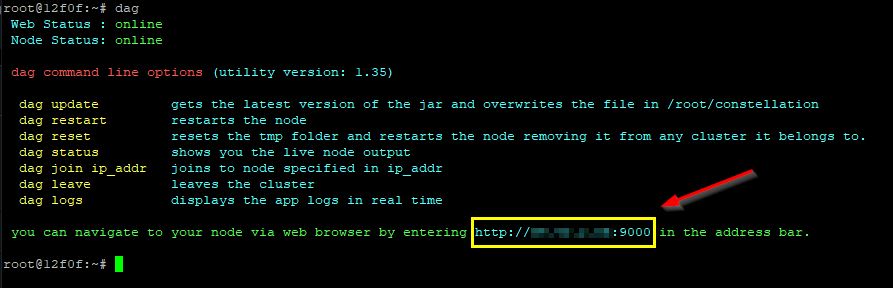 root@12f0f:~# dag
Web Status : online
Node Status: online
dag command line options (utility version: 1.35)
dag update gets the latest version of the jar and overwrites the file in /root/constellation
dag restart restarts the node
dag reset resets the tmp folder and restarts the node removing it from any cluster it belongs to.
dag status shows you the live node output
dag join ip_addr joins to node specified in ip_addr
dag leave leaves the cluster
dag logs displays the app logs in real time
you can navigate to your node via web browser by entering http:// :9000 in the address bar.
root@12f0f:~#